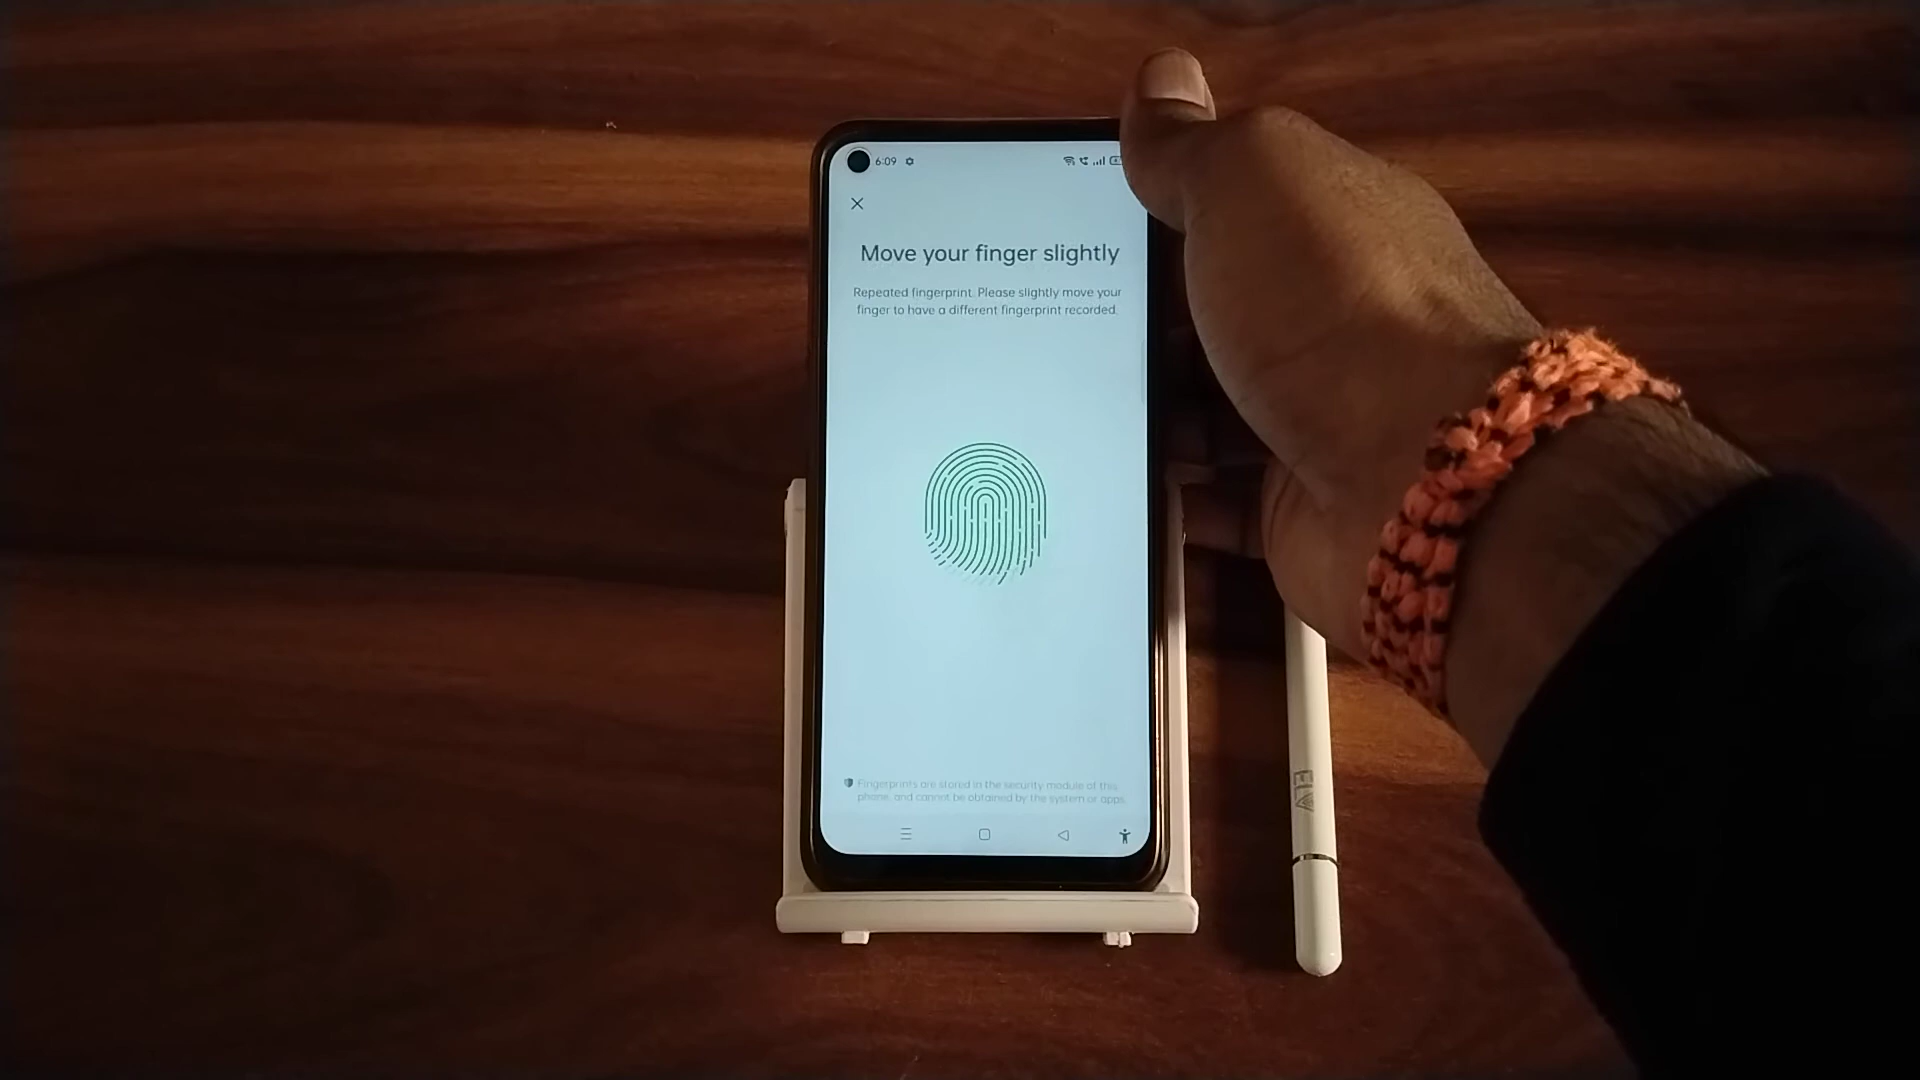 6:09
Move your finger slightly
Repeated fingerprint. Please slightly move your
finger to have a different fingerprint recorded.
Fingerprints are stored in the security module of this
phone, and cannot be obtained by the system or apps.